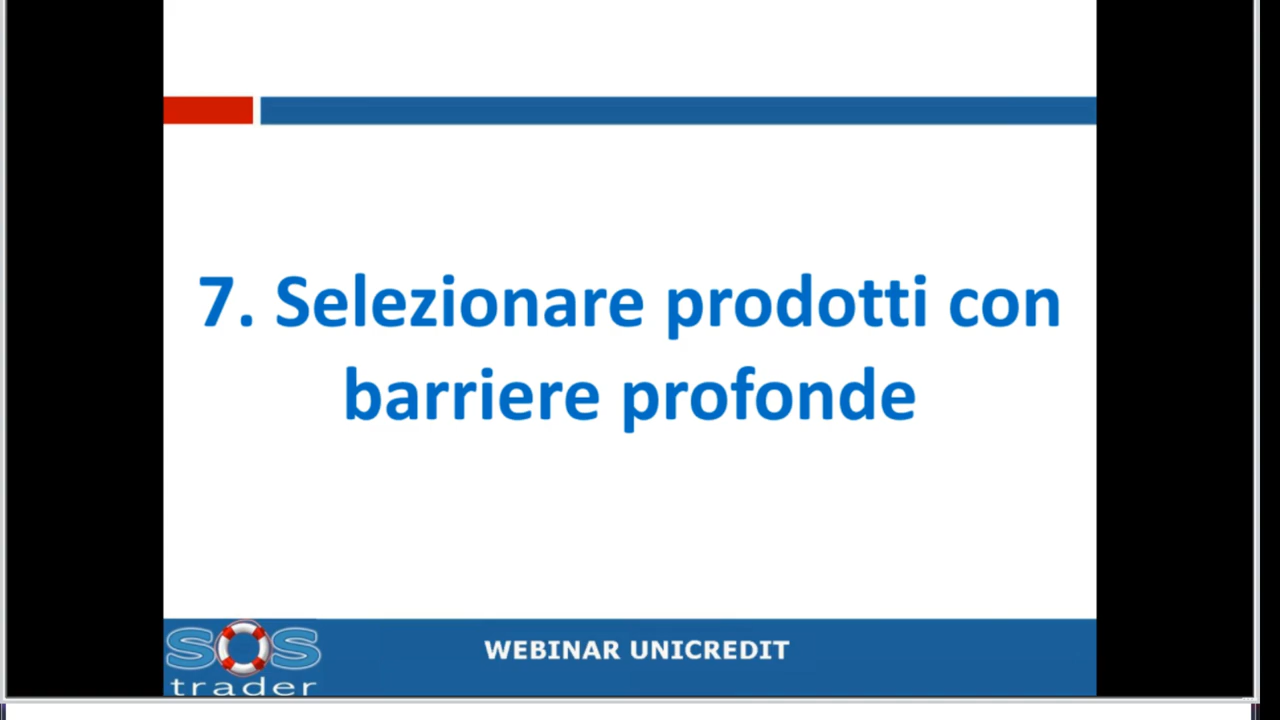 7. Selezionare prodotti con
barriere profonde
SOS
trader
WEBINAR UNICREDIT